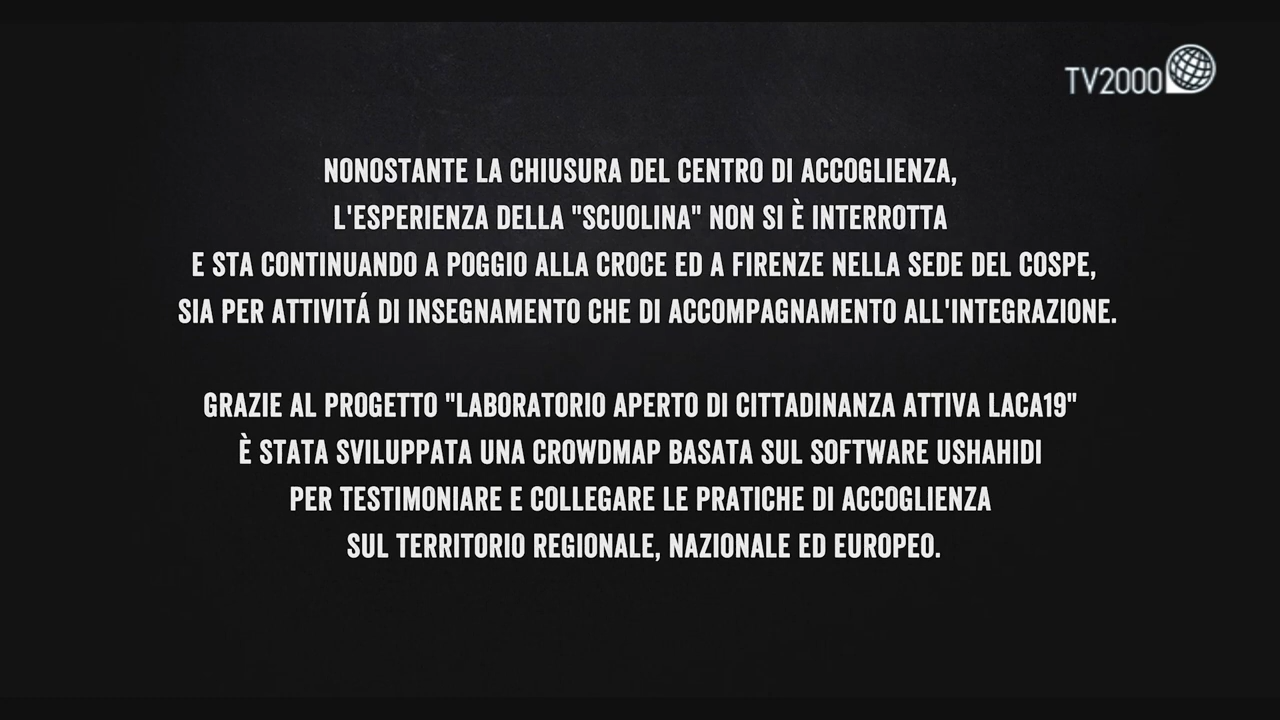 TV2000
NONOSTANTE LA CHIUSURA DEL CENTRO DI ACCOGLIENZA,
L'ESPERIENZA DELLA "SCUOLINA" NON SI È INTERROTTA
E STA CONTINUANDO A POGGIO ALLA CROCE ED A FIRENZE NELLA SEDE DEL COSPE,
SIA PER ATTIVITÁ DI INSEGNAMENTO CHE DI ACCOMPAGNAMENTO ALL'INTEGRAZIONE.
GRAZIE AL PROGETTO "LABORATORIO APERTO DI CITTADINANZA ATTIVA LACA19"
È STATA SVILUPPATA UNA CROWDMAP BASATA SUL SOFTWARE USHAHIDI
PER TESTIMONIARE E COLLEGARE LE PRATICHE DI ACCOGLIENZA
SUL TERRITORIO REGIONALE, NAZIONALE ED EUROPEO.